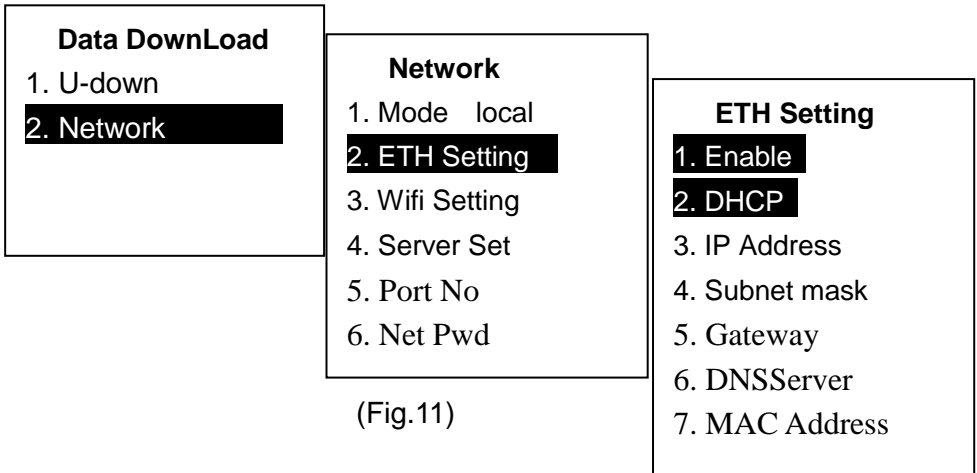 Data DownLoad
1. U-down
2. Network
Network
1. Mode local
2. ETH Setting
3. Wifi Setting
4. Server Set
5. Port No
6. Net Pwd
ETH Setting
1. Enable
2. DHCP
3. IP Address
4. Subnet mask
5. Gateway
6. DNSServer
7. MAC Address
(Fig.11)